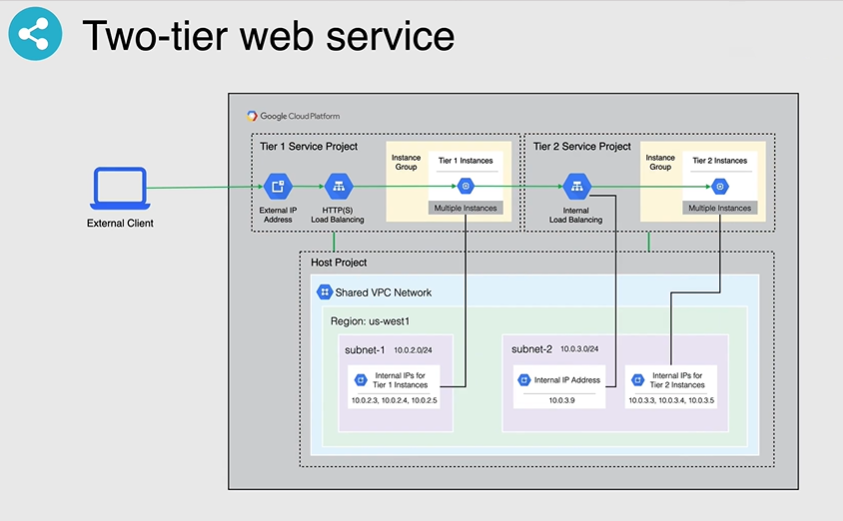 Two-tier web service
Google Cloud Platform
Tier 1 Service Project
Instance
Group
Tier 1 Instances
Multiple Instances
External IP
Address
HTTP(S)
Load Balancing
Tier 2 Service Project
Internal
Load Balancing
Instance
Group
Tier 2 Instances
Multiple Instances
External Client
Host Project
Shared VPC Network
Region: us-west1
subnet-1 10.0.2.0/24
Internal IPs for
Tier 1 Instances
10.0.2.3, 10.0.2.4, 10.0.2.5
subnet-2 10.0.3.0/24
Internal IP Address
10.0.3.9
Internal IPs for
Tier 2 Instances
10.0.3.3, 10.0.3.4, 10.0.3.5